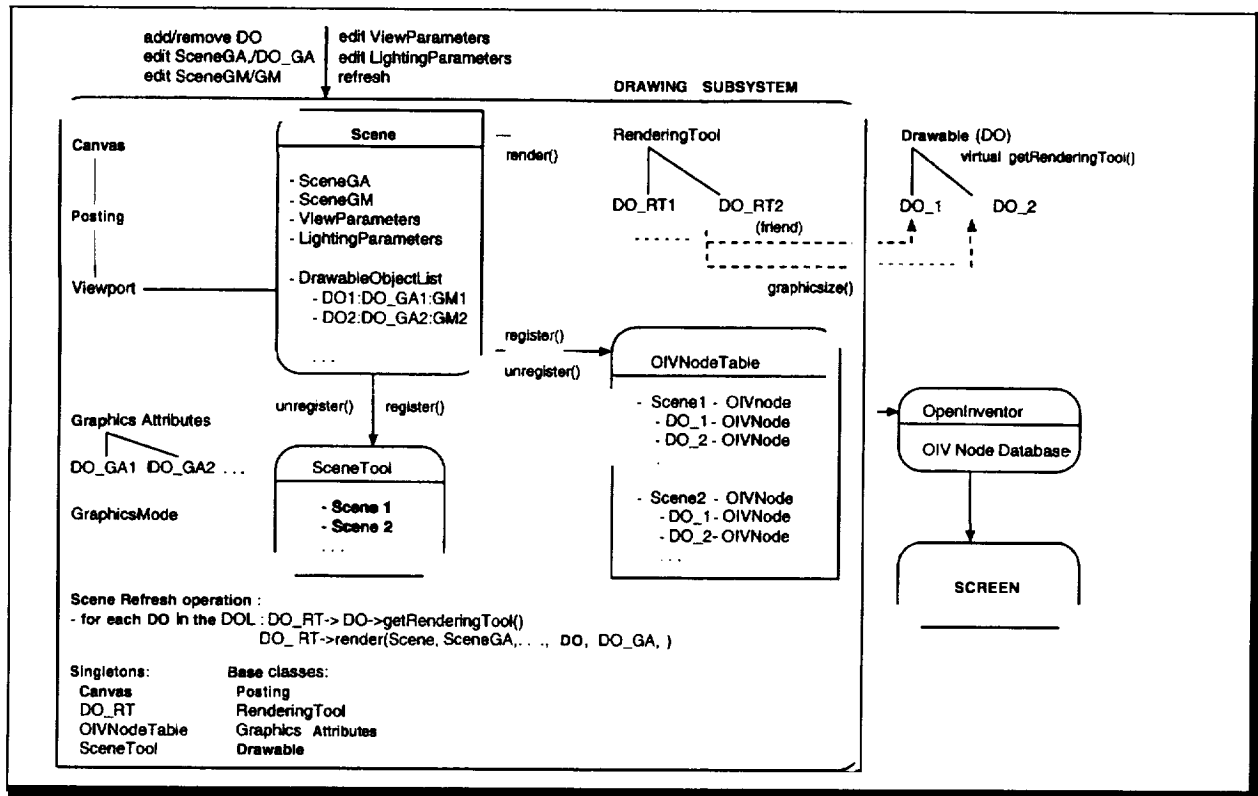 add/remove DO
edit SceneGA,/DO_GA
edit SceneGM/GM
edit ViewParameters
edit LightingParameters
refresh
DRAWING SUBSYSTEM
Canvas
Posting
Viewport
Scene
- SceneGA
- SceneGM
- ViewParameters
- LightingParameters
- DrawableObjectList
- DO1:DO_GA1:GM1
- DO2:DO_GA2:GM2
. . .
render()
RenderingTool
DO_RT1 DO_RT2
(friend)
Drawable (DO)
virtual getRenderingTool()
DO_1 DO_2
graphicsize()
register()
unregister()
OIVNodeTable
- Scene1 - OIVnode
- DO_1 - OIVNode
- DO_2 - OIVNode
- Scene2 - OIVNode
- DO_1 - OIVNode
- DO_2- OIVNode
. . .
OpenInventor
OIV Node Database
SCREEN
unregister() register()
Graphics Attributes
DO_GA1 DO_GA2 . . .
GraphicsMode
SceneTool
- Scene 1
- Scene 2
. . .
Scene Refresh operation :
- for each DO in the DOL : DO_RT-> DO->getRenderingTool()
DO_ RT->render(Scene, SceneGA,. . ., DO, DO_GA, )
Singletons: Base classes:
Canvas Posting
DO_RT RenderingTool
OIVNodeTable Graphics Attributes
SceneTool Drawable